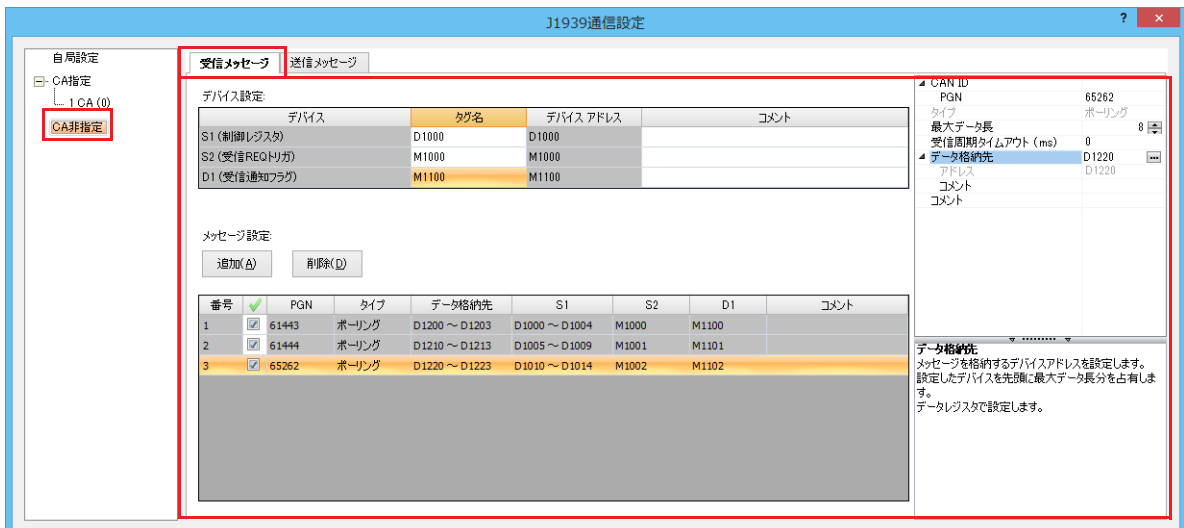 J1939通信設定
?
×
自局設定
CA指定
1 CA (0)
CA非指定
受信メッセージ 送信メッセージ
デバイス設定:
デバイス タグ名 デバイス アドレス コメント
S1 (制御レジスタ) D1000 D1000
S2 (受信REQトリガ) M1000 M1000
D1 (受信通知フラグ) M1100 M1100
メッセージ設定:
追加(A) 削除(D)
番号 PGN タイプ データ格納先 S1 S2 D1 コメント
1 61443 ポーリング D1200 ～ D1203 D1000 ～ D1004 M1000 M1100
2 61444 ポーリング D1210 ～ D1213 D1005 ～ D1009 M1001 M1101
3 65262 ポーリング D1220 ～ D1223 D1010 ～ D1014 M1002 M1102
CAN ID
PGN 65262
タイプ ポーリング
最大データ長 8
受信周期タイムアウト (ms) 0
データ格納先 D1220 ...
アドレス D1220
コメント
コメント
データ格納先
メッセージを格納するデバイスアドレスを設定します。
設定したデバイスを先頭に最大データ長分を占有しま
す。
データレジスタで設定します。